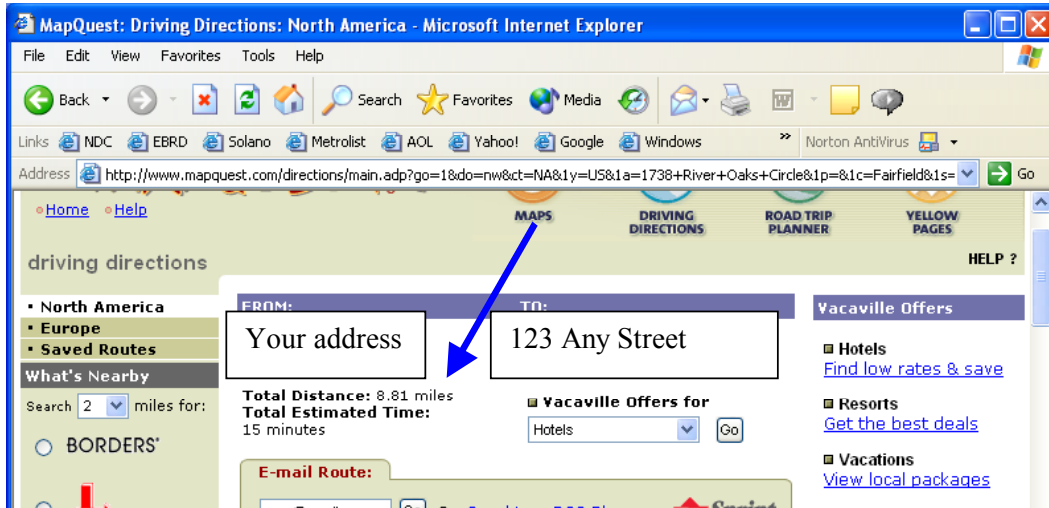 MapQuest: Driving Directions: North America - Microsoft Internet Explorer
File Edit View Favorites Tools Help
Back Search Favorites Media
Links NDC EBRD Solano Metrolist AOL Yahoo! Google Windows » Norton AntiVirus
Address http://www.mapquest.com/directions/main.adp?go=1&do=nw&ct=NA&1y=US&1a=1738+River+Oaks+Circle&1p=&1c=Fairfield&1s= Go
Home Help
MAPS DRIVING DIRECTIONS ROAD TRIP PLANNER YELLOW PAGES
driving directions HELP ?
North America
Europe
Saved Routes
What's Nearby
Search 2 miles for:
BORDERS
FROM: TO:
Your address 123 Any Street
Total Distance: 8.81 miles
Total Estimated Time:
15 minutes
Vacaville Offers for
Hotels Go
E-mail Route:
Vacaville Offers
Hotels
Find low rates & save
Resorts
Get the best deals
Vacations
View local packages